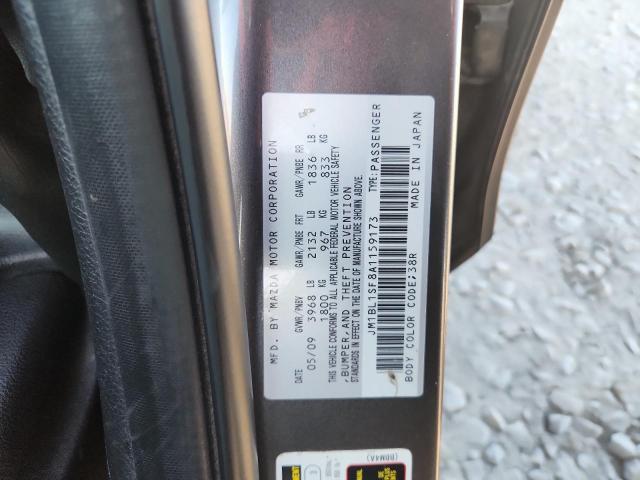 MFD. BY MAZDA MOTOR CORPORATION
DATE GVWR/PNBV GAWR/PNBE FRT GAWR/PNBE RR
05/09 3968 LB 2132 LB 1836 LB
1800 KG 967 KG 833 KG
THIS VEHICLE CONFORMS TO ALL APPLICABLE FEDERAL MOTOR VEHICLE SAFETY
,BUMPER,AND THEFT PREVENTION
STANDARDS IN EFFECT ON THE DATE OF MANUFACTURE SHOWN ABOVE.
JM1BL1SF8A1159173 TYPE:PASSENGER
BODY COLOR CODE;38R MADE IN JAPAN
(BBM4A)